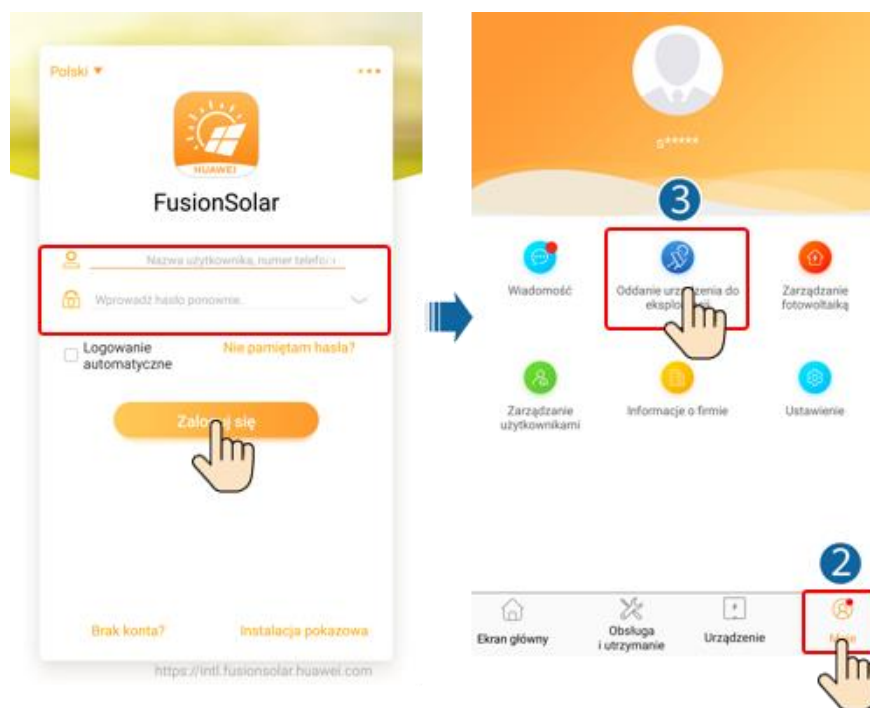 Polski
HUAWEI
FusionSolar
Nazwa użytkownika, numer telefo
Wprowadź hasło ponownie.
Logowanie
automatyczne
Nie pamiętam hasła?
Zaloguj się
Brak konta?
Instalacja pokazowa
https://intl.fusionsolar.huawei.com
s*****
3
Wiadomość
Oddanie urządzenia do
eksploatacji
Zarządzanie
fotowoltaiką
Zarządzanie
użytkownikami
Informacje o firmie
Ustawienie
2
Ekran główny
Obsługa
i utrzymanie
Urządzenie
Moje